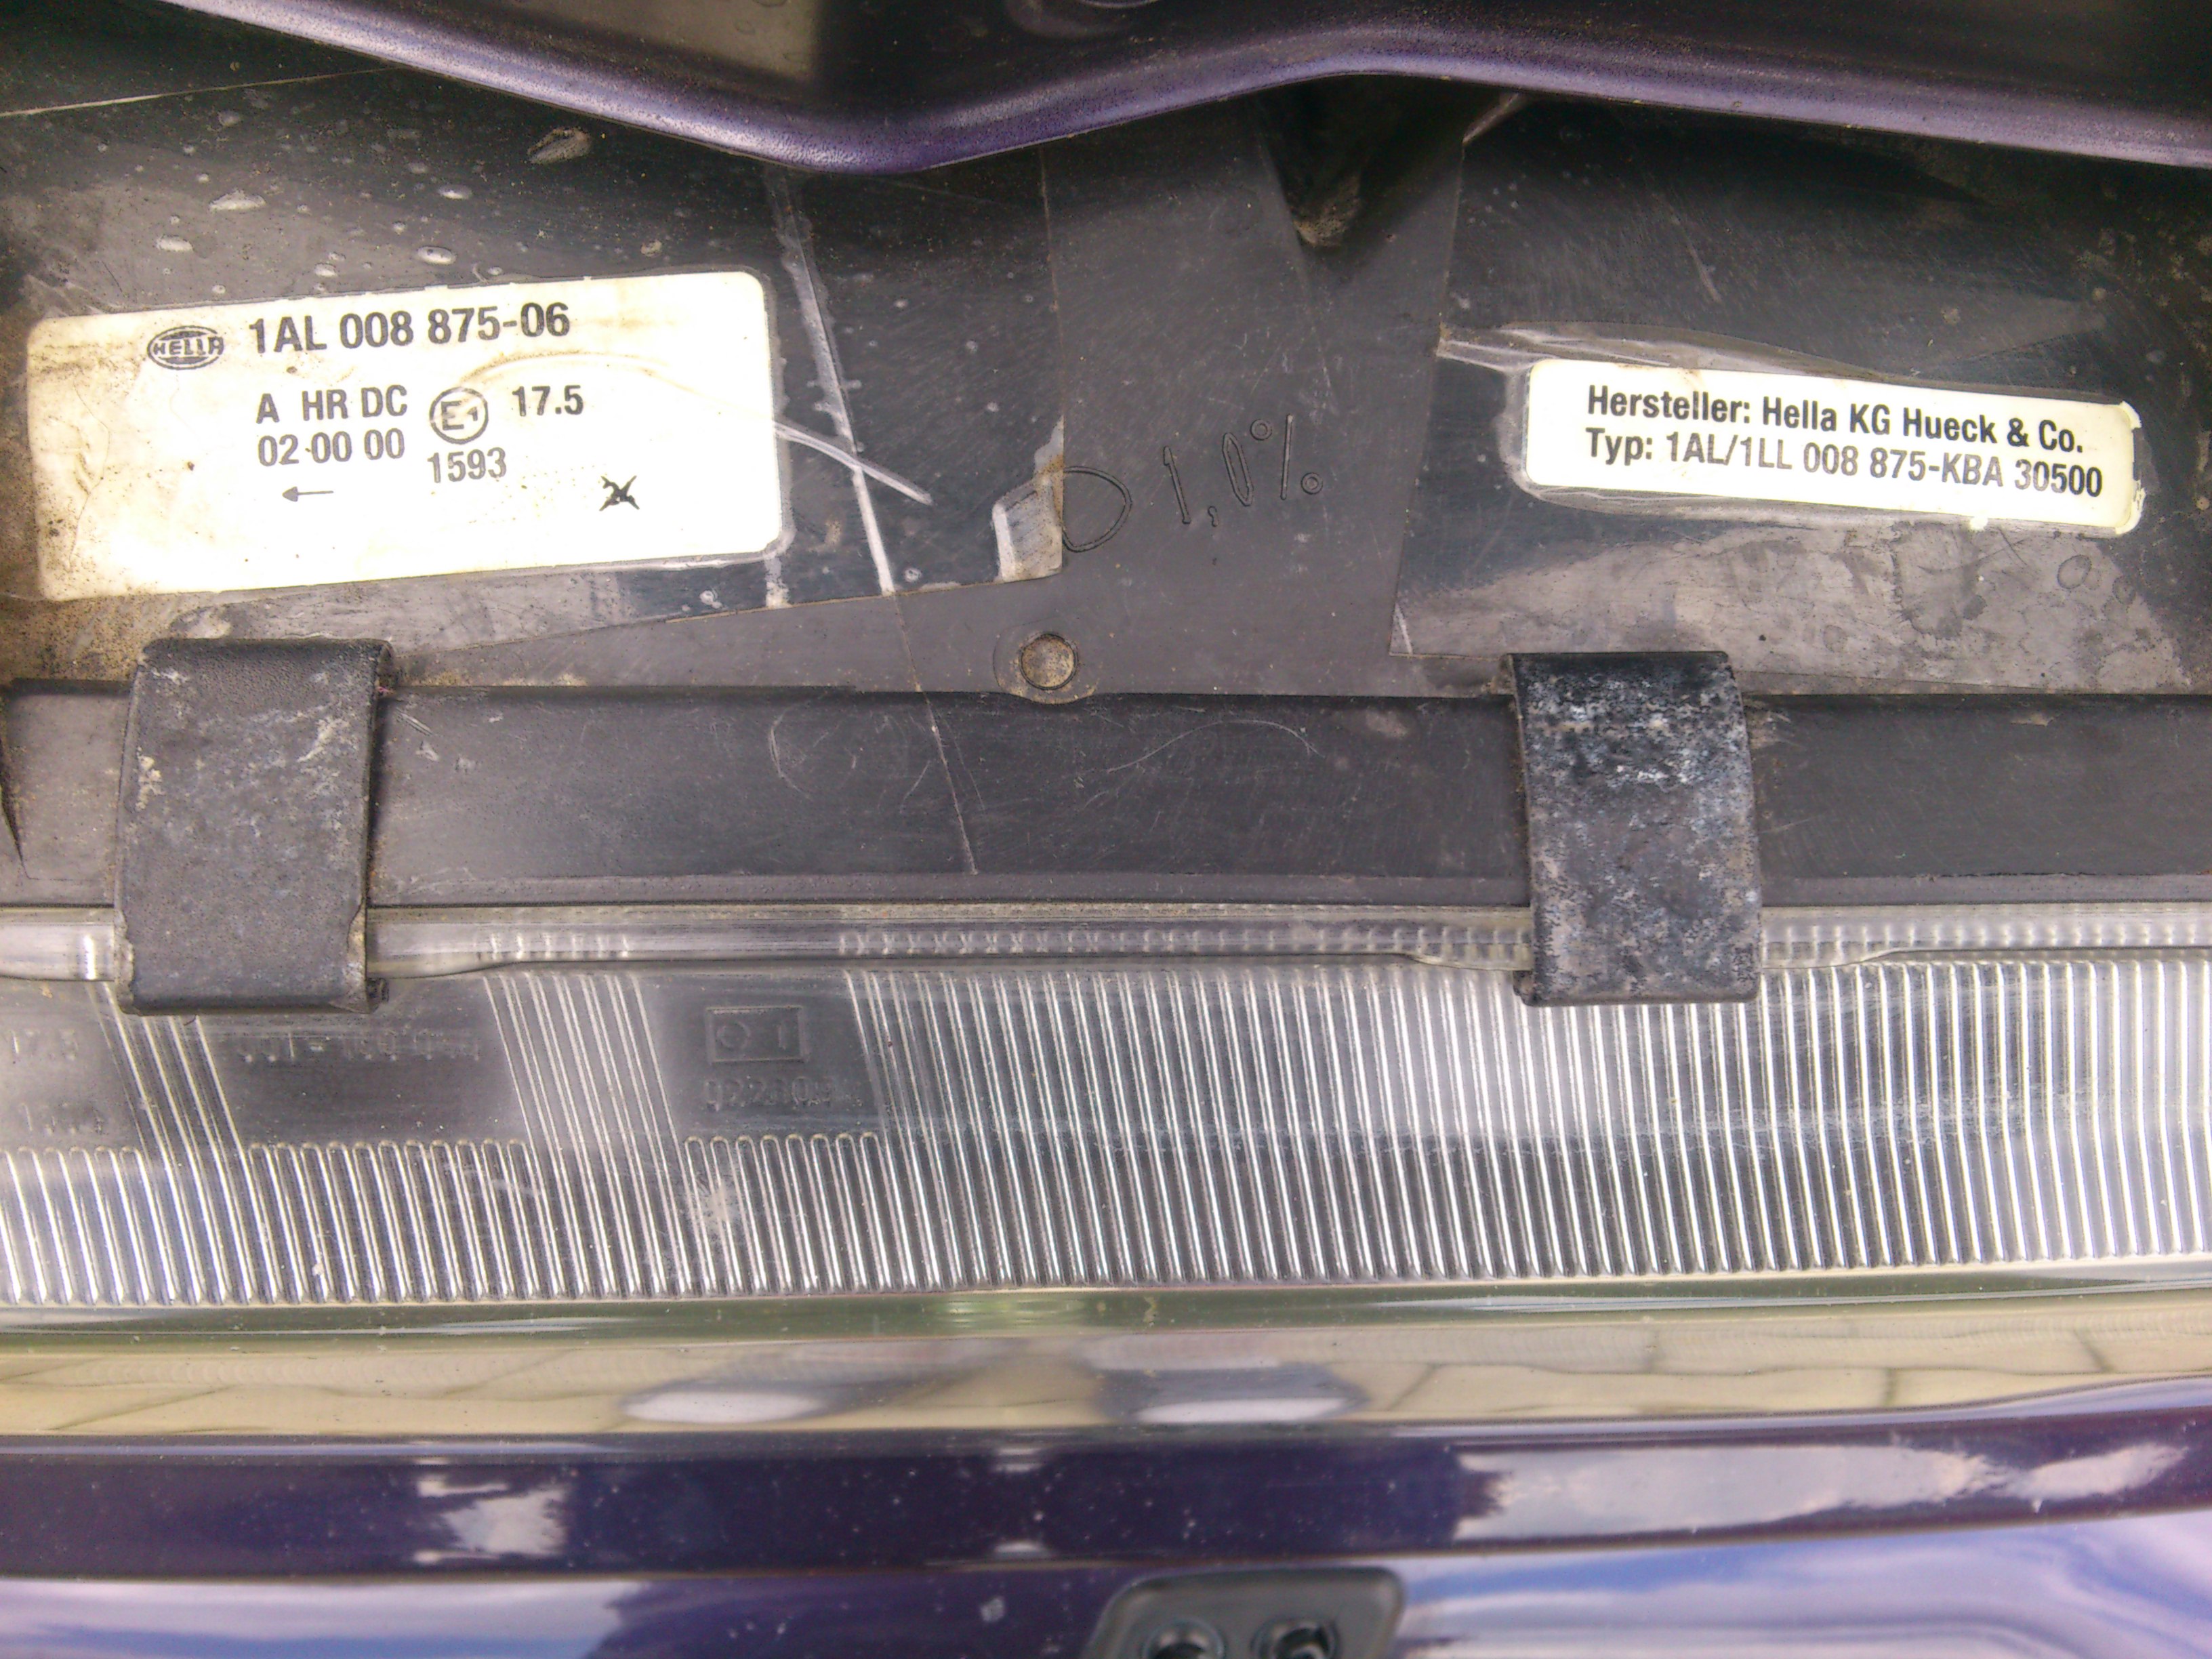 HELLA 1AL 008 875-06
A HR DC E1 17.5
02 00 00 1593
Hersteller: Hella KG Hueck & Co.
Typ: 1AL/1LL 008 875-KBA 30500
1,0%